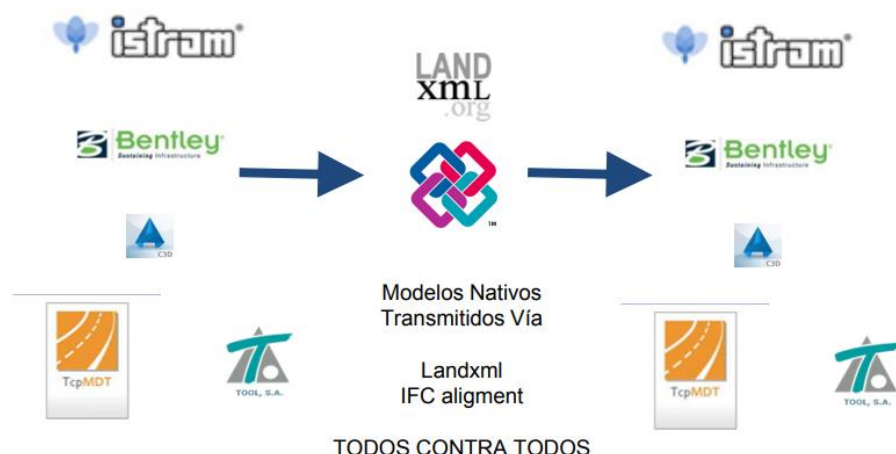 istram®
Bentley®
Sustaining Infrastructure
C3D
TcpMDT
TOOL, S.A.
LAND
xmL
.org
TM
Modelos Nativos
Transmitidos Vía
Landxml
IFC aligment
TODOS CONTRA TODOS
istram®
Bentley®
Sustaining Infrastructure
C3D
TcpMDT
TOOL, S.A.